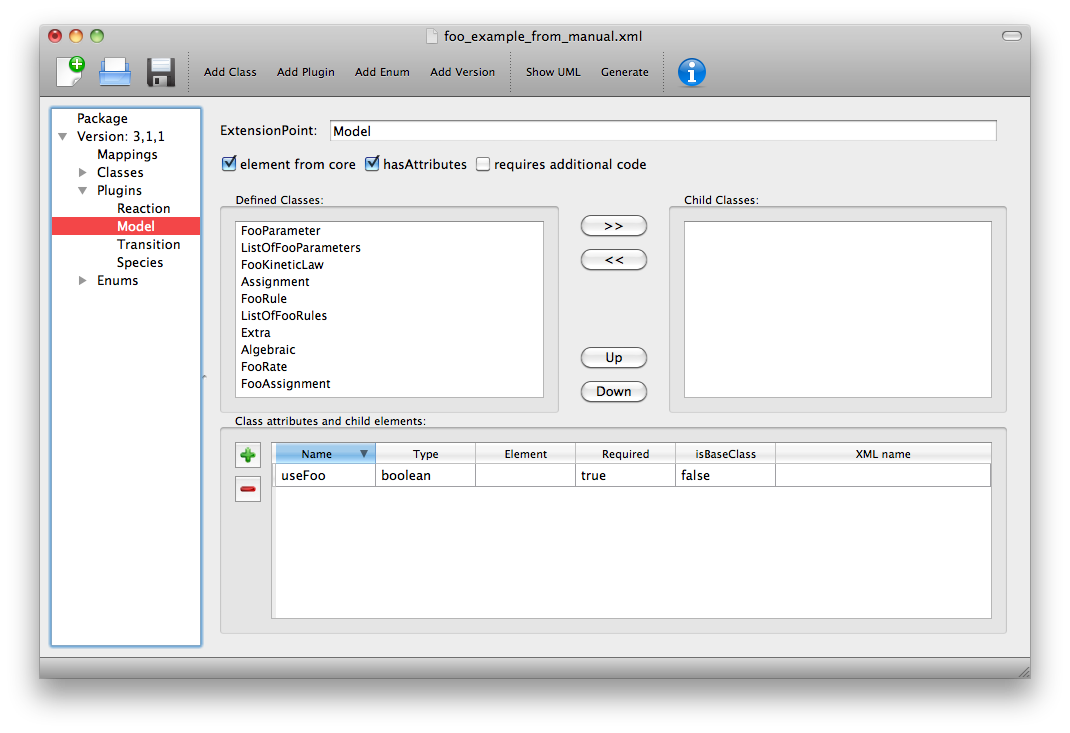 foo_example_from_manual.xml
Add Class Add Plugin Add Enum Add Version Show UML Generate
Package
Version: 3,1,1
Mappings
Classes
Plugins
Reaction
Model
Transition
Species
Enums
ExtensionPoint: Model
element from core hasAttributes requires additional code
Defined Classes:
FooParameter
ListOfFooParameters
FooKineticLaw
Assignment
FooRule
ListOfFooRules
Extra
Algebraic
FooRate
FooAssignment
>>
<<
Up
Down
Child Classes:
Class attributes and child elements:
Name Type Element Required isBaseClass XML name
useFoo boolean true false